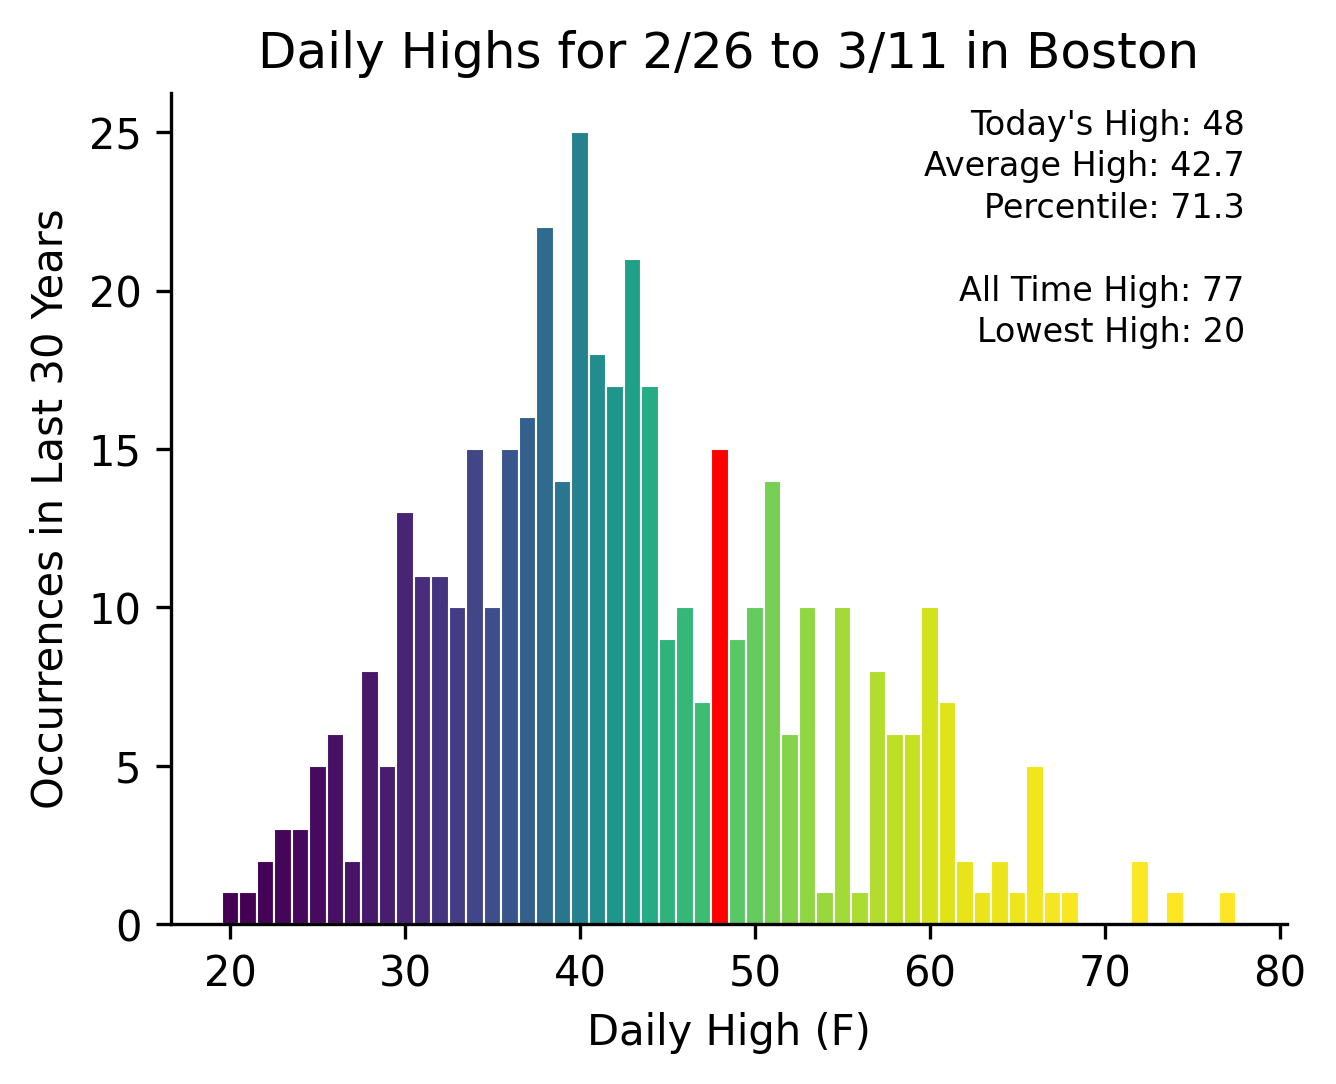 Daily Highs for 2/26 to 3/11 in Boston
Today's High: 48
Average High: 42.7
Percentile: 71.3
All Time High: 77
Lowest High: 20
Occurrences in Last 30 Years
25
20
15
10
5
0
20 30 40 50 60 70 80
Daily High (F)